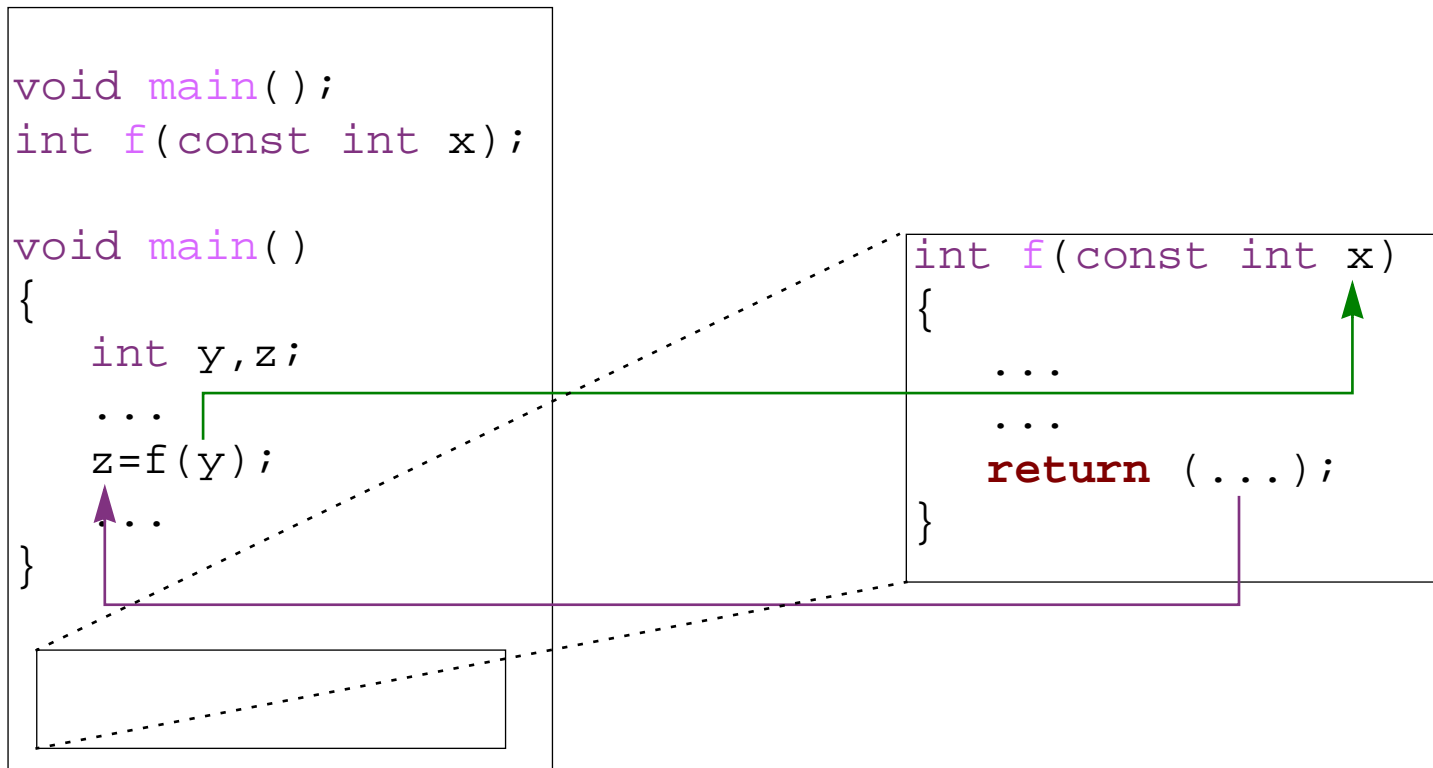 void main();
int f(const int x);
void main()
{
int y,z;
...
z=f(y);
...
}
int f(const int x)
{
...
...
return (...);
}